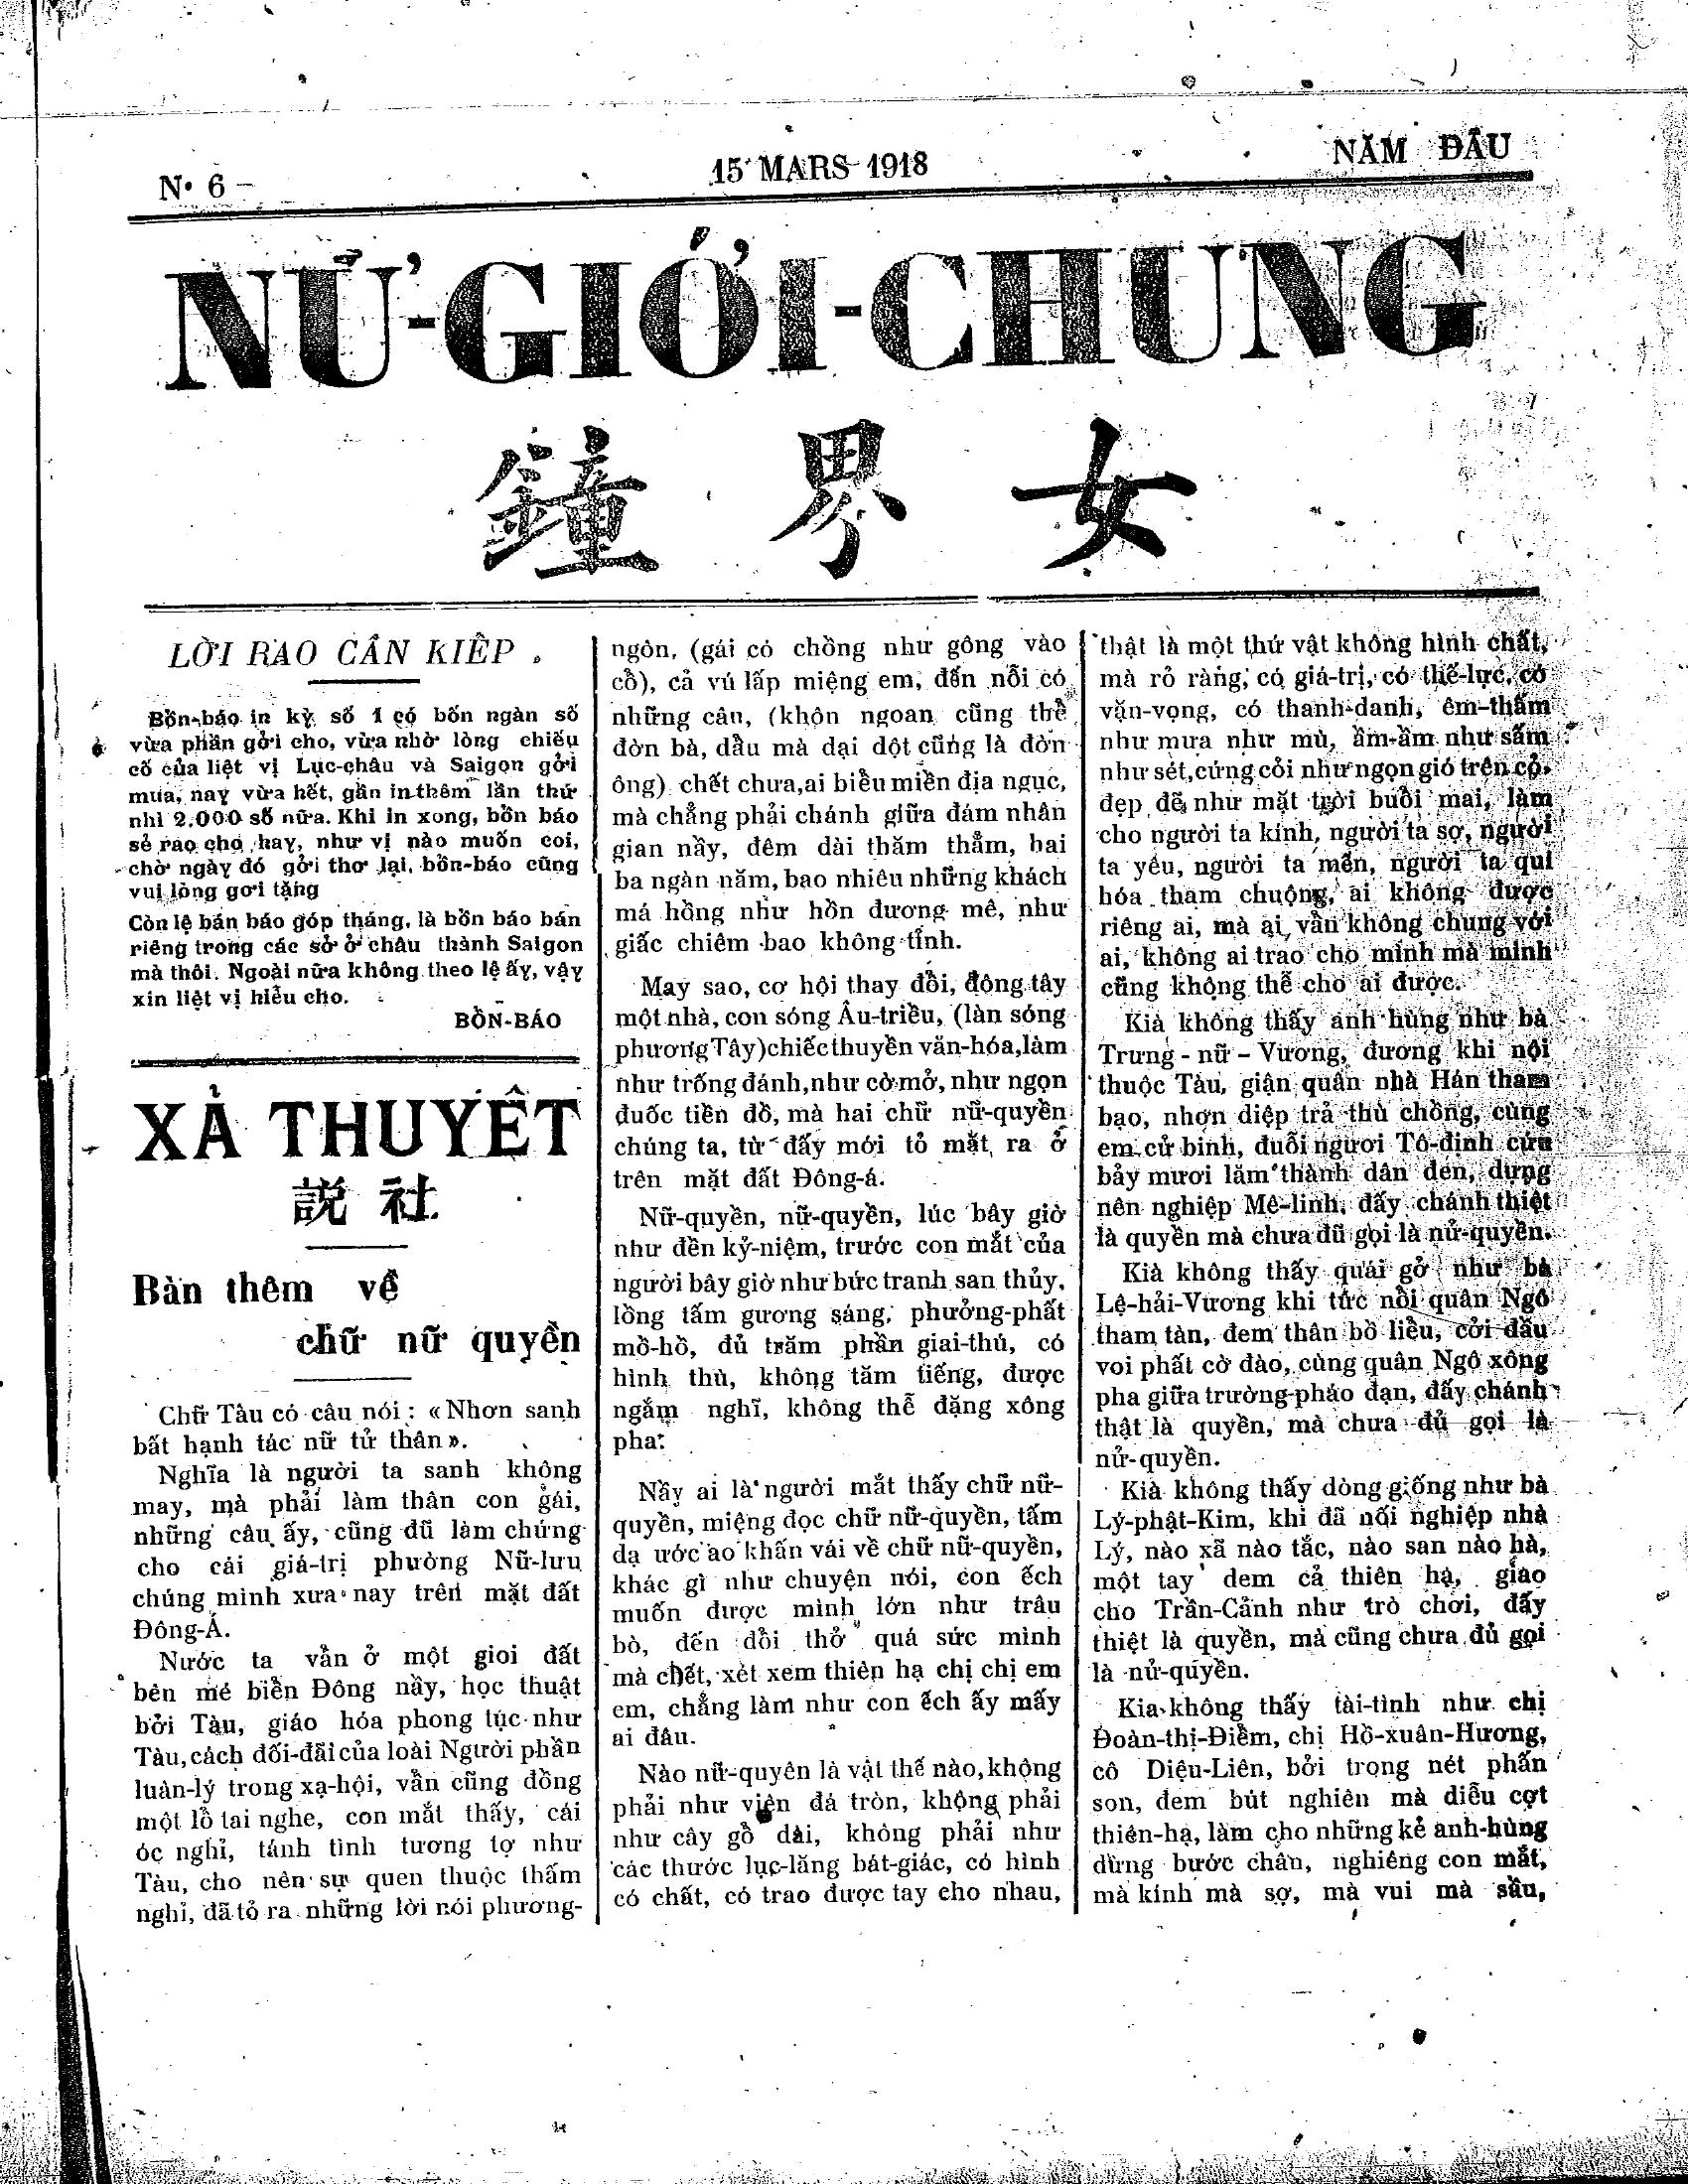 N• 6
15 MARS 1918
NĂM ĐẦU
NỮ-GIỚI-CHUNG
鐘 界 女
LỜI RAO CẦN KIẾP
Bổn-báo in kỳ số 1 có bốn ngàn số
vừa phần gởi cho, vừa nhờ lòng chiếu
cố của liệt vị Lục-châu và Saigon gởi
mua, nay vừa hết, gần in thêm lần thứ
nhì 2.000 số nữa. Khi in xong, bổn báo
sẻ rao cho hay, như vị nào muốn coi,
chờ ngày đó gởi thơ lại, bổn-báo cũng
vui lòng gơi tặng
Còn lệ bán báo góp tháng, là bổn báo bán
riêng trong các sở ở châu thành Saigon
mà thôi. Ngoài nữa không theo lệ ấy, vậy
xin liệt vị hiểu cho.
BỔN-BÁO
XẢ THUYẾT
説 社
Bàn thêm về
chữ nữ quyền
Chữ Tàu có câu nói : « Nhơn sanh
bất hạnh tác nữ tử thân ».
Nghĩa là người ta sanh không
may, mà phải làm thân con gái,
những câu ấy, cũng đũ làm chứng
cho cái giá-trị phường Nữ-lưu
chúng mình xưa nay trên mặt đất
Đông-Á.
Nước ta vẫn ở một gioi đất
bên mé biển Đông nầy, học thuật
bởi Tàu, giáo hóa phong tục như
Tàu, cách đối-đãi của loài Người phần
luân-lý trong xạ-hội, vẫn cũng đồng
một lỗ tai nghe, con mắt thấy, cái
óc nghỉ, tánh tình tương tợ như
Tàu, cho nên sự quen thuộc thấm
nghỉ, đã tỏ ra những lời nói phương-
ngôn, (gái có chồng như gông vào
cổ), cả vú lấp miệng em, đến nỗi có
những câu, (khôn ngoan cũng thể
đờn bà, dầu mà dại dột cũng là đờn
ông) chết chưa, ai biểu miền địa ngục,
mà chẳng phải chánh giữa đám nhân
gian nầy, đêm dài thăm thẳm, hai
ba ngàn năm, bao nhiêu những khách
má hồng như hồn đương mê, như
giấc chiêm bao không tỉnh.
May sao, cơ hội thay đổi, đông tây
một nhà, con sóng Âu-triều, (làn sóng
phương Tây) chiếc thuyền văn-hóa, làm
như trống đánh, như cờ mở, như ngọn
đuốc tiền đồ, mà hai chữ nữ-quyền
chúng ta, từ đấy mới tỏ mặt ra ở
trên mặt đất Đông-á.
Nữ-quyền, nữ-quyền, lúc bây giờ
như đền kỷ-niệm, trước con mắt của
người bây giờ như bức tranh san thủy,
lồng tấm gương sáng, phưởng-phất
mồ-hồ, đủ trăm phần giai-thú, có
hình thù, không tăm tiếng, được
ngắm nghĩ, không thể đặng xông
pha.
Nầy ai là người mắt thấy chữ nữ-
quyền, miệng đọc chữ nữ-quyền, tấm
dạ ước ao khấn vái về chữ nữ-quyền,
khác gì như chuyện nói, con ếch
muốn được mình lớn như trâu
bò, đến đỗi thở quá sức mình
mà chết, xét xem thiên hạ chị chị em
em, chẳng làm như con ếch ấy mấy
ai đâu.
Nào nữ-quyên là vật thế nào, không
phải như viên đá tròn, không phải
như cây gỗ dài, không phải như
các thước lục-lăng bát-giác, có hình
có chất, có trao được tay cho nhau,
thật là một thứ vật không hình chất,
mà rỏ ràng, có giá-trị, có thế-lực, có
văn-vọng, có thanh-danh, êm-thấm
như mưa như mù, ầm-ầm như sấm
như sét, cứng cỏi như ngọn gió trên cỏ,
đẹp đẽ như mặt trời buổi mai, làm
cho người ta kính, người ta sợ, người
ta yêu, người ta mến, người ta quí
hóa tham chuộng, ai không được
riêng ai, mà ai vẫn không chung với
ai, không ai trao cho mình mà mình
cũng không thể cho ai được.
Kià không thấy anh hùng như bà
Trưng - nữ - Vương, đương khi nội
thuộc Tàu, giận quân nhà Hán tham
bạo, nhơn diệp trả thù chồng, cùng
em cử binh, đuổi ngươi Tô-định cứu
bảy mươi lăm thành dân đen, dựng
nên nghiệp Mê-linh, đấy chánh thiệt
là quyền mà chưa đũ gọi là nử-quyền.
Kià không thấy quái gở như bà
Lệ-hải-Vương khi tức nỗi quân Ngô
tham tàn, đem thân bồ liễu, cởi đầu
voi phất cờ đào, cùng quân Ngô xông
pha giữa trường pháo đạn, đấy chánh
thật là quyền, mà chưa đủ gọi là
nử-quyền.
Kià không thấy dòng giống như bà
Lý-phật-Kim, khi đã nối nghiệp nhà
Lý, nào xã nào tắc, nào san nào hà,
một tay dem cả thiên hạ, giao
cho Trần-Cảnh như trò chơi, đấy
thiệt là quyền, mà cũng chưa đủ gọi
là nử-quyền.
Kia không thấy tài-tình như chị
Đoàn-thị-Điểm, chị Hồ-xuân-Hương,
cô Diệu-Liên, bởi trong nét phấn
son, đem bút nghiên mà diễu cợt
thiên-hạ, làm cho những kẻ anh-hùng
dừng bước chân, nghiêng con mắt,
mà kính mà sợ, mà vui mà sầu,